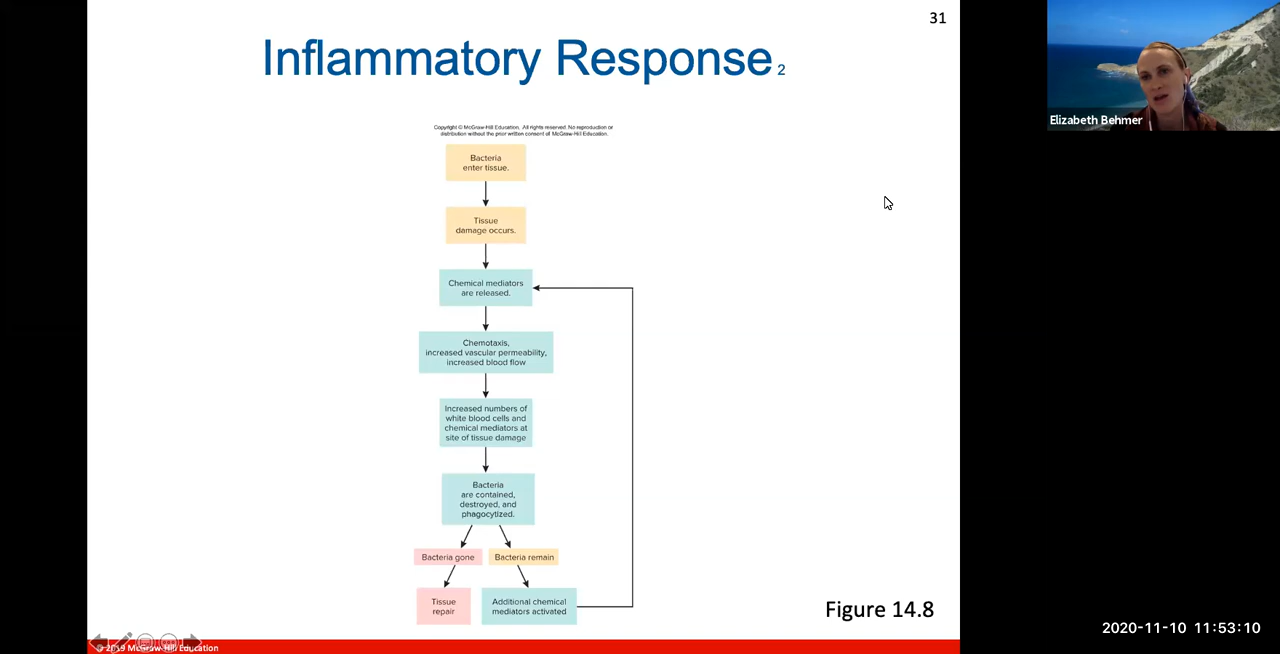 31
Inflammatory Response 2
Elizabeth Behmer
Copyright © McGraw-Hill Education. All rights reserved. No reproduction or
distribution without the prior written consent of McGraw-Hill Education.
Bacteria
enter tissue.
Tissue
damage occurs.
Chemical mediators
are released.
Chemotaxis,
increased vascular permeability,
increased blood flow
Increased numbers of
white blood cells and
chemical mediators at
site of tissue damage
Bacteria
are contained,
destroyed, and
phagocytized.
Bacteria gone
Bacteria remain
Tissue
repair
Additional chemical
mediators activated
Figure 14.8
2020-11-10 11:53:10
© 2019 McGraw-Hill Education